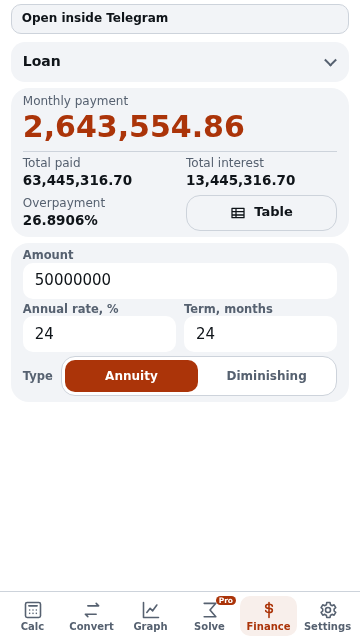 Open inside Telegram
Loan
Monthly payment
2,643,554.86
Total paid
63,445,316.70
Total interest
13,445,316.70
Overpayment
26.8906%
Table
Amount
50000000
Annual rate, %
24
Term, months
24
Type
Annuity
Diminishing
Calc
Convert
Graph
Solve
Pro
Finance
Settings